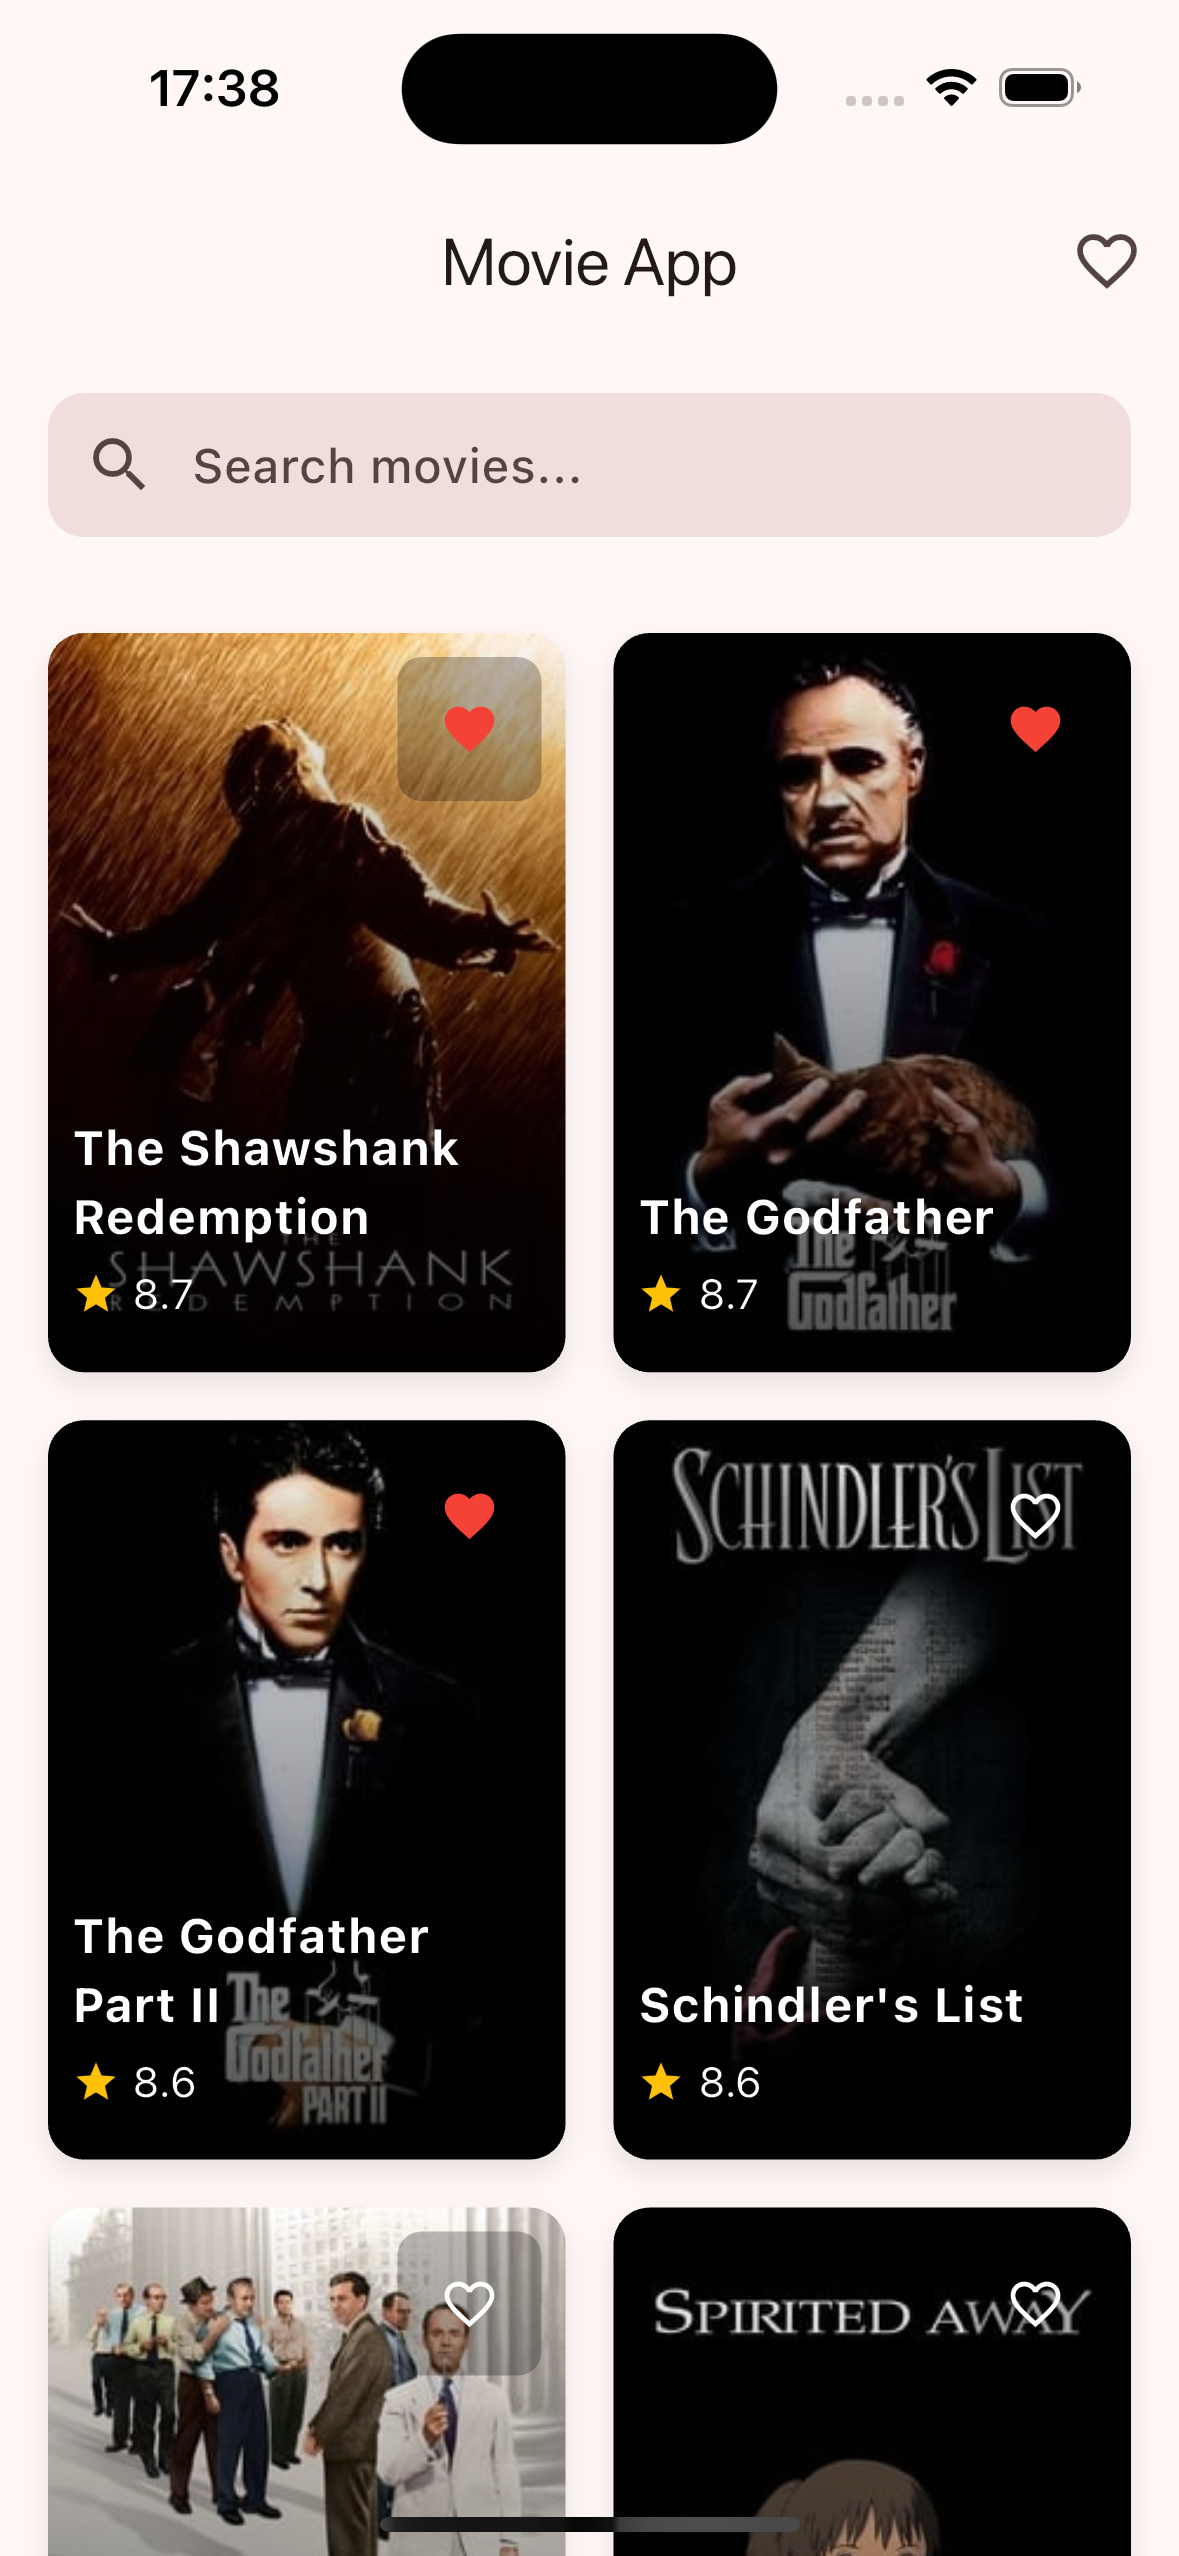 17:38
Movie App
Search movies...
The Shawshank
Redemption
THE
SHAWSHANK
REDEMPTION
8.7
The Godfather
The
Godfather
8.7
The Godfather
Part II
The
Godfather
PART II
8.6
SCHINDLER'S LIST
Schindler's List
8.6
SPIRITED AWAY